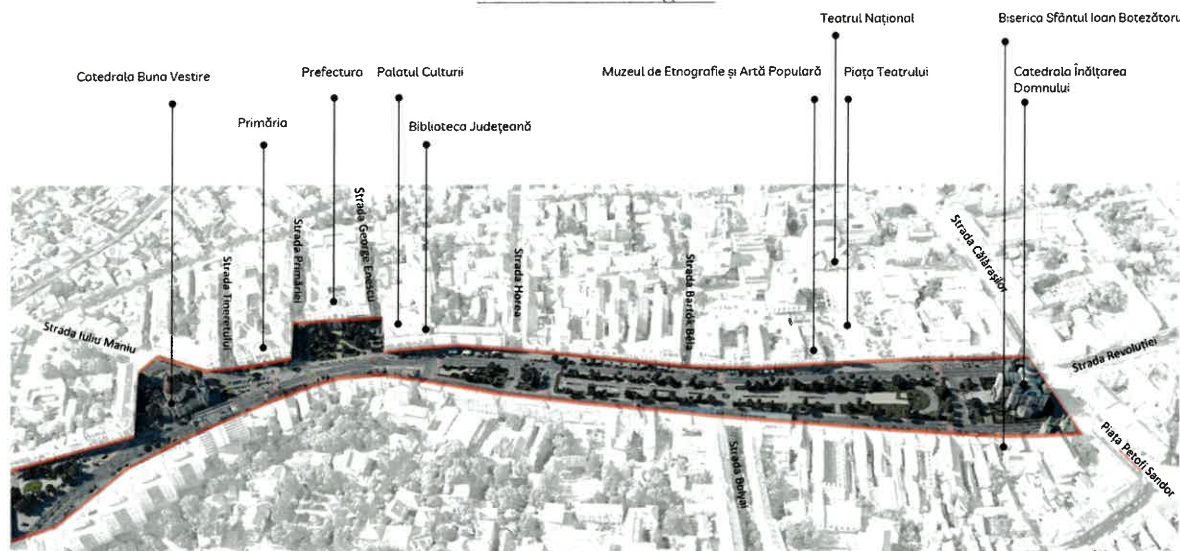 Teatrul Național
Biserica Sfântul Ioan Botezătoru
Catedrala Buna Vestire
Prefectura
Palatul Culturii
Muzeul de Etnografie și Artă Populară
Piața Teatrului
Catedrala Înălțarea
Domnului
Primăria
Biblioteca Județeană
Strada Iuliu Maniu
Strada Tineretului
Strada Primăriei
Strada George Enescu
Strada Horea
Strada Bartók Béla
Strada Călărașilor
Strada Revoluției
Strada Bolyai
Piața Petofi Sandor